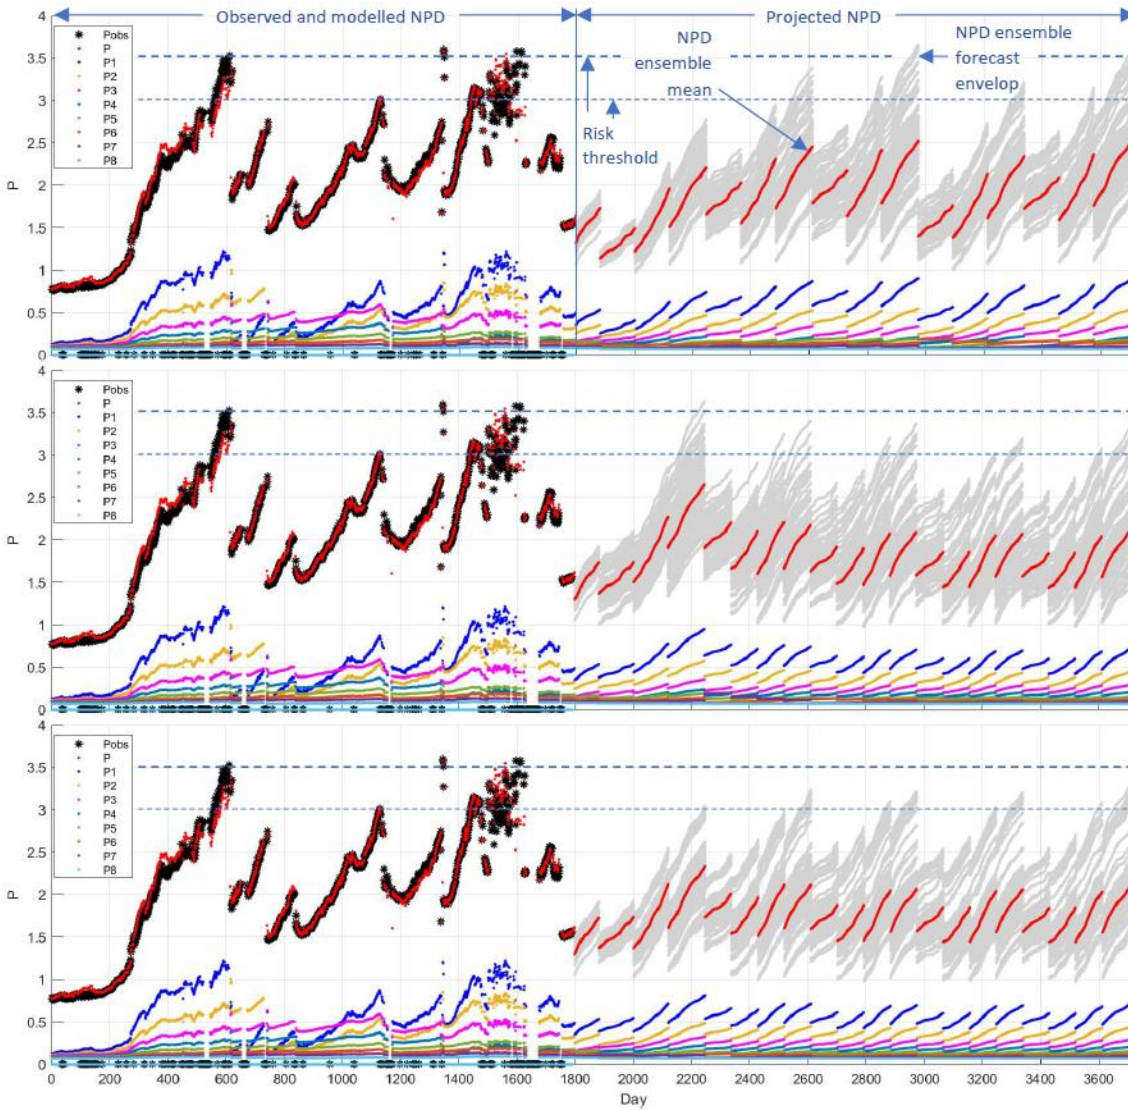 Observed and modelled NPD
Projected NPD
4
3.5
3
2.5
2
1.5
1
0.5
0
P
Pobs
P
P1
P2
P3
P4
P5
P6
P7
P8
NPD
ensemble
mean
NPD ensemble
forecast
envelop
Risk
threshold
4
3.5
3
2.5
2
1.5
1
0.5
0
P
Pobs
P
P1
P2
P3
P4
P5
P6
P7
P8
4
3.5
3
2.5
2
1.5
1
0.5
0
P
Pobs
P
P1
P2
P3
P4
P5
P6
P7
P8
0 200 400 600 800 1000 1200 1400 1600 1800 2000 2200 2400 2600 2800 3000 3200 3400 3600
Day